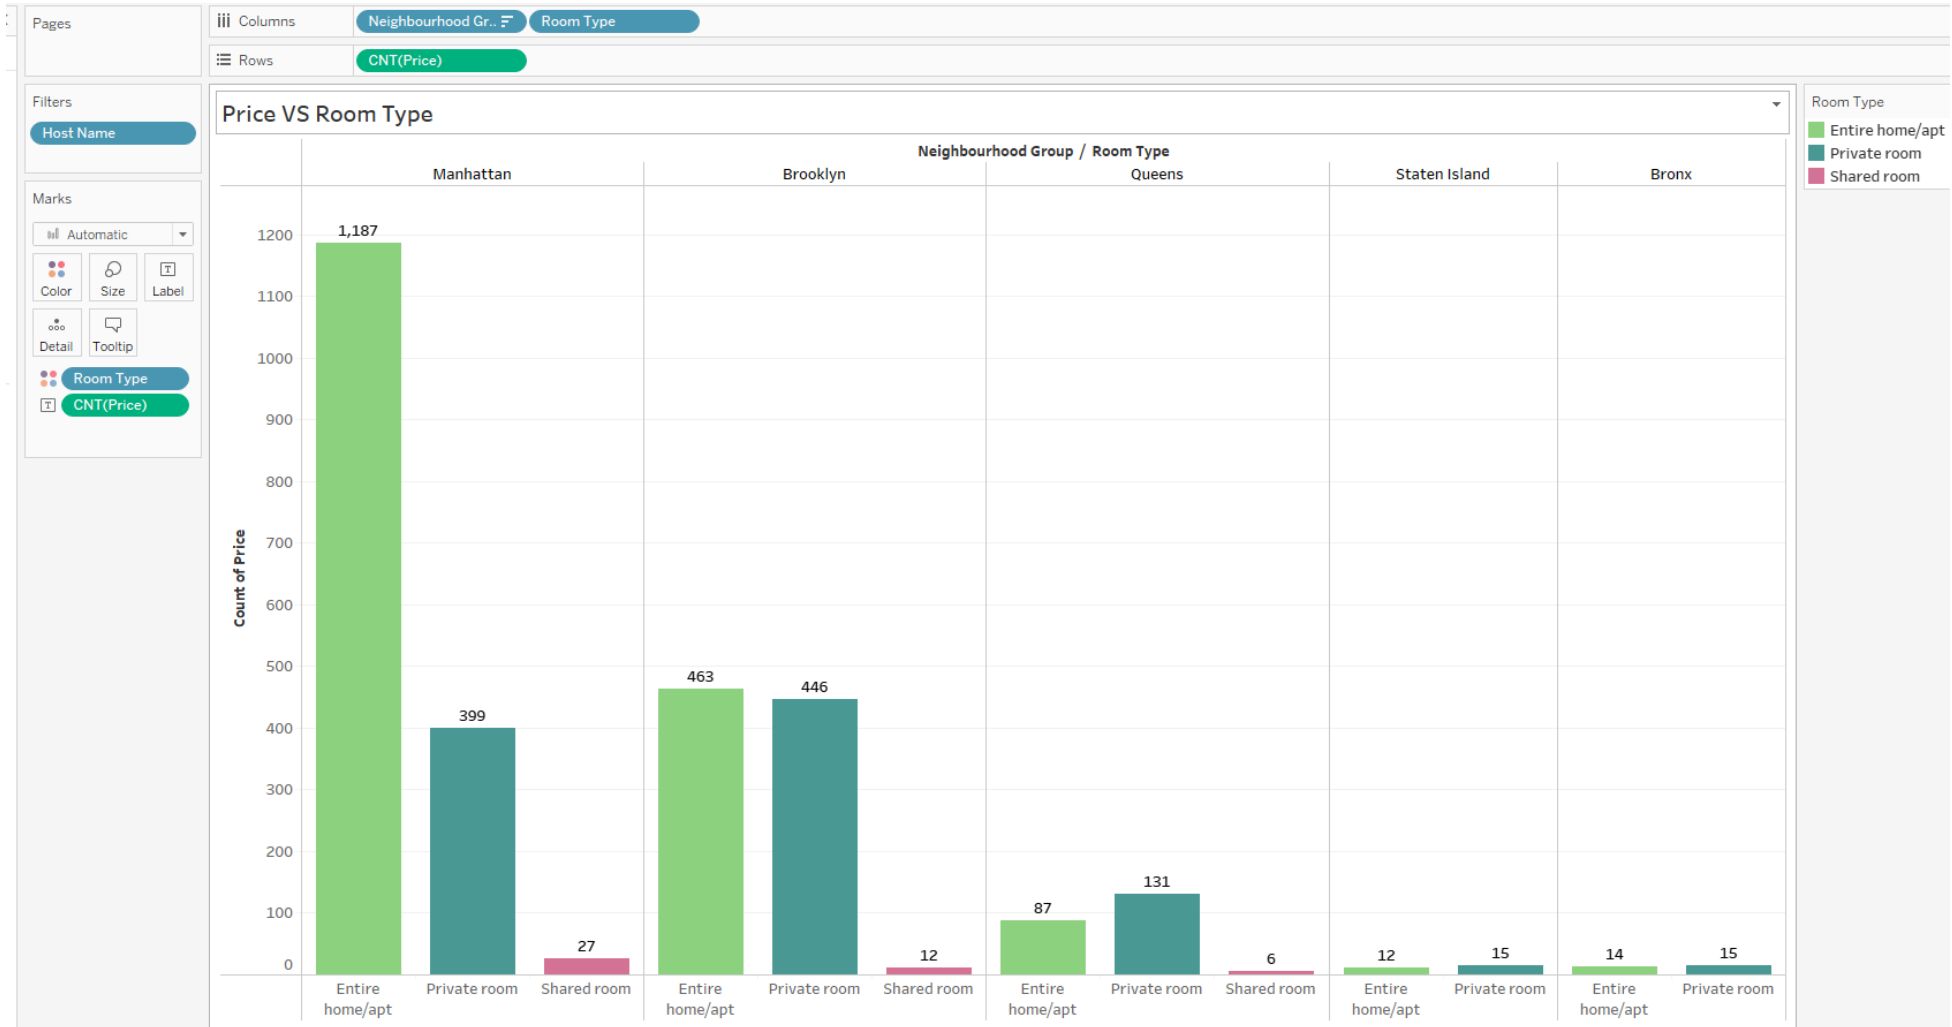 Pages
Columns
Neighbourhood Gr..
Room Type
Rows
CNT(Price)
Filters
Host Name
Marks
Automatic
Color
Size
Label
Detail
Tooltip
Room Type
CNT(Price)
Price VS Room Type
Neighbourhood Group / Room Type
Manhattan
Brooklyn
Queens
Staten Island
Bronx
Count of Price
1200
1100
1000
900
800
700
600
500
400
300
200
100
0
1,187
399
27
463
446
12
87
131
6
12
15
14
15
Entire
home/apt
Private room
Shared room
Entire
home/apt
Private room
Shared room
Entire
home/apt
Private room
Shared room
Entire
home/apt
Private room
Entire
home/apt
Private room
Room Type
Entire home/apt
Private room
Shared room